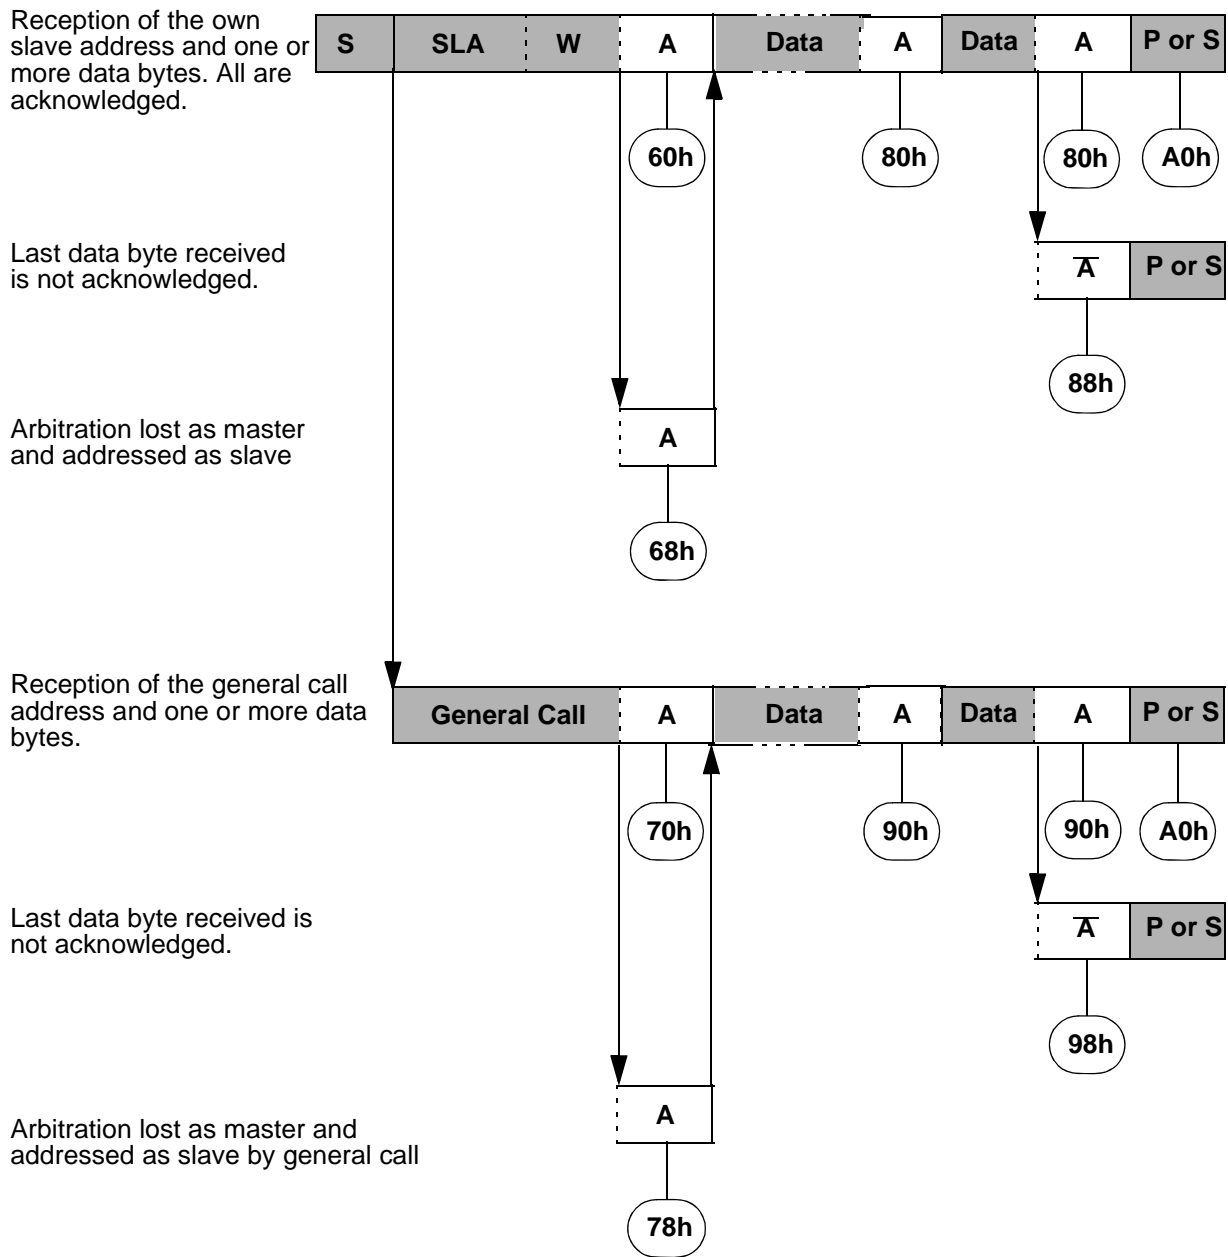 Reception of the own
slave address and one or
more data bytes. All are
acknowledged.
S SLA W A Data A Data A P or S
60h 80h 80h A0h
Last data byte received
is not acknowledged.
A̅ P or S
88h
Arbitration lost as master
and addressed as slave
A
68h
Reception of the general call
address and one or more data
bytes.
General Call A Data A Data A P or S
70h 90h 90h A0h
Last data byte received is
not acknowledged.
A̅ P or S
98h
Arbitration lost as master and
addressed as slave by general call
A
78h